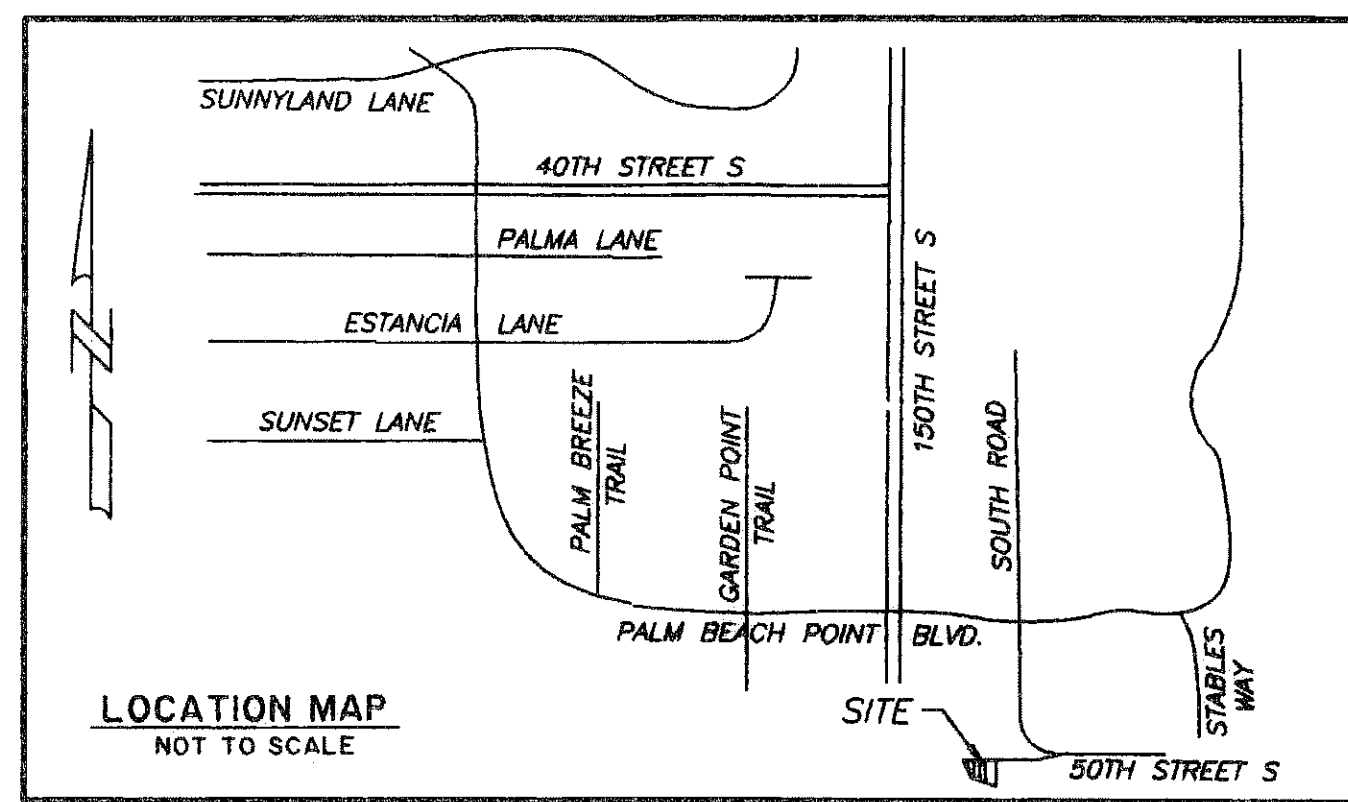 SUNNYLAND LANE
40TH STREET S
PALMA LANE
150TH STREET S
ESTANCIA LANE
SUNSET LANE
PALM BREEZE
TRAIL
GARDEN POINT
TRAIL
SOUTH ROAD
N
PALM BEACH POINT BLVD.
STABLES
WAY
LOCATION MAP
NOT TO SCALE
SITE
50TH STREET S